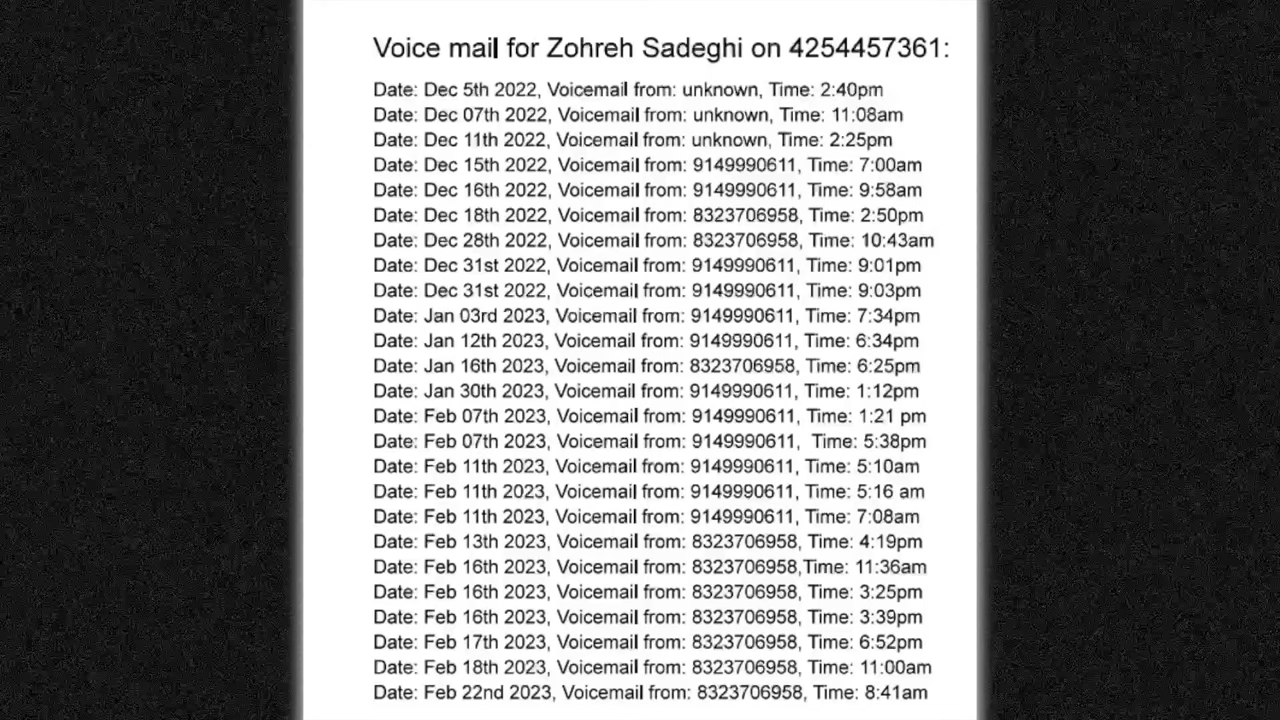 Voice mail for Zohreh Sadeghi on 4254457361:
Date: Dec 5th 2022, Voicemail from: unknown, Time: 2:40pm
Date: Dec 07th 2022, Voicemail from: unknown, Time: 11:08am
Date: Dec 11th 2022, Voicemail from: unknown, Time: 2:25pm
Date: Dec 15th 2022, Voicemail from: 9149990611, Time: 7:00am
Date: Dec 16th 2022, Voicemail from: 9149990611, Time: 9:58am
Date: Dec 18th 2022, Voicemail from: 8323706958, Time: 2:50pm
Date: Dec 28th 2022, Voicemail from: 8323706958, Time: 10:43am
Date: Dec 31st 2022, Voicemail from: 9149990611, Time: 9:01pm
Date: Dec 31st 2022, Voicemail from: 9149990611, Time: 9:03pm
Date: Jan 03rd 2023, Voicemail from: 9149990611, Time: 7:34pm
Date: Jan 12th 2023, Voicemail from: 9149990611, Time: 6:34pm
Date: Jan 16th 2023, Voicemail from: 8323706958, Time: 6:25pm
Date: Jan 30th 2023, Voicemail from: 9149990611, Time: 1:12pm
Date: Feb 07th 2023, Voicemail from: 9149990611, Time: 1:21 pm
Date: Feb 07th 2023, Voicemail from: 9149990611,  Time: 5:38pm
Date: Feb 11th 2023, Voicemail from: 9149990611, Time: 5:10am
Date: Feb 11th 2023, Voicemail from: 9149990611, Time: 5:16 am
Date: Feb 11th 2023, Voicemail from: 9149990611, Time: 7:08am
Date: Feb 13th 2023, Voicemail from: 8323706958, Time: 4:19pm
Date: Feb 16th 2023, Voicemail from: 8323706958,Time: 11:36am
Date: Feb 16th 2023, Voicemail from: 8323706958, Time: 3:25pm
Date: Feb 16th 2023, Voicemail from: 8323706958, Time: 3:39pm
Date: Feb 17th 2023, Voicemail from: 8323706958, Time: 6:52pm
Date: Feb 18th 2023, Voicemail from: 8323706958, Time: 11:00am
Date: Feb 22nd 2023, Voicemail from: 8323706958, Time: 8:41am